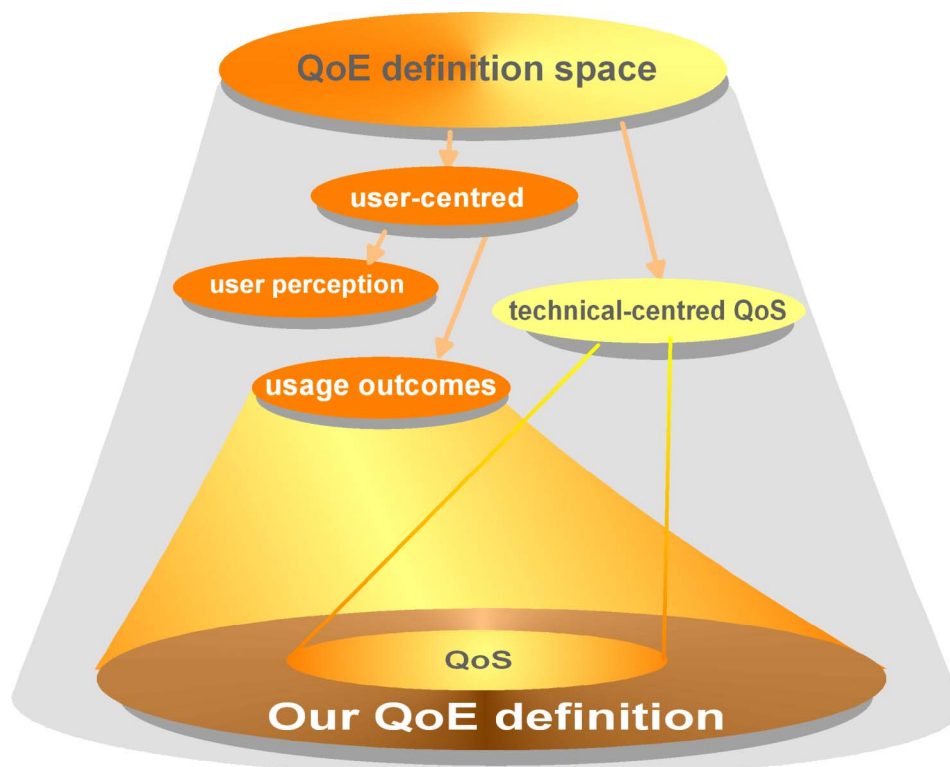 QoE definition space
user-centred
user perception
technical-centred QoS
usage outcomes
QoS
Our QoE definition